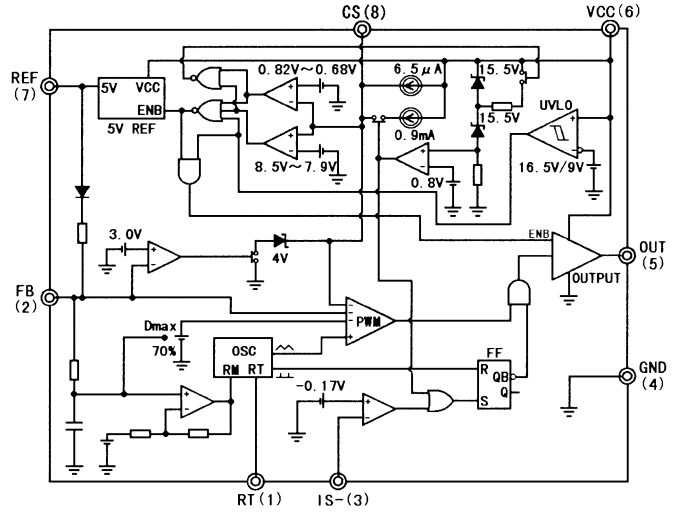 CS(8)
VCC(6)
REF
(7)
5V
VCC
ENB
5V REF
0.82V～0.68V
6.5μA
15.5V
15.5V
UVLO
0.9mA
8.5V～7.9V
0.8V
16.5V/9V
3.0V
4V
ENB
OUT
(5)
OUTPUT
FB
(2)
Dmax
70%
PWM
OSC
RM RT
FF
R
QB
Q
S
GND
(4)
-0.17V
RT(1)
IS-(3)